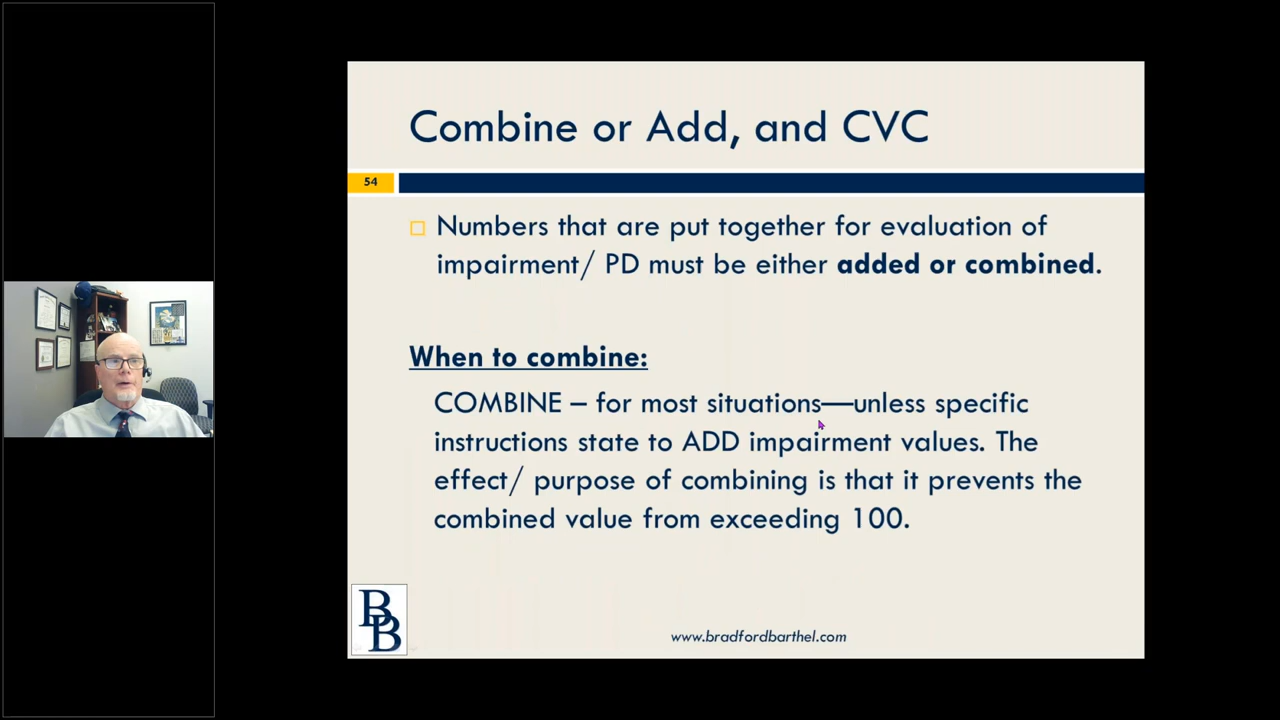 Combine or Add, and CVC
54
Numbers that are put together for evaluation of
impairment/ PD must be either added or combined.
When to combine:
COMBINE – for most situations—unless specific
instructions state to ADD impairment values. The
effect/ purpose of combining is that it prevents the
combined value from exceeding 100.
BB
www.bradfordbarthel.com